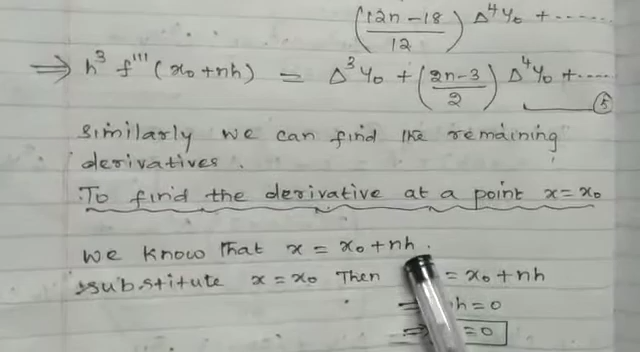 (12n-18/12) Δ⁴y₀ + ------
⇒ h³ f'''(x₀+nh) = Δ³y₀ + (2n-3/2) Δ⁴y₀ + ----
⑤
similarly we can find the remaining
derivatives.
To find the derivative at a point x = x₀
we know that x = x₀+nh.
substitute x = x₀ Then = x₀ + nh
h = 0
⇒ = 0